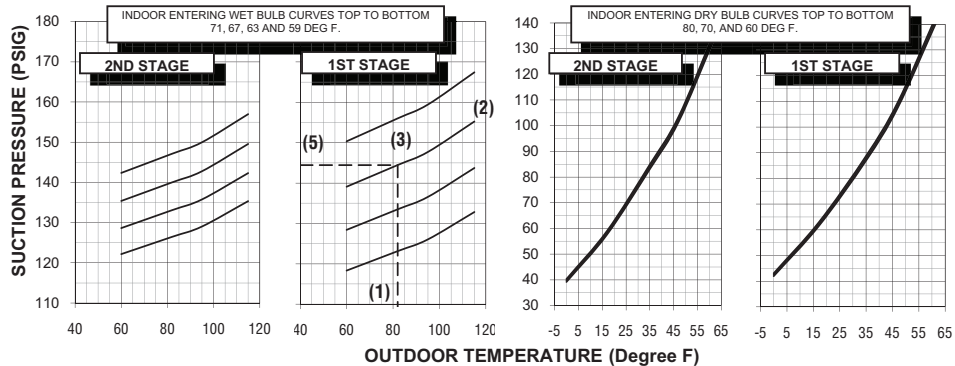 INDOOR ENTERING WET BULB CURVES TOP TO BOTTOM
71, 67, 63 AND 59 DEG F.
INDOOR ENTERING DRY BULB CURVES TOP TO BOTTOM
80, 70, AND 60 DEG F.
2ND STAGE
1ST STAGE
2ND STAGE
1ST STAGE
SUCTION PRESSURE (PSIG)
180
170
160
150
140
130
120
110
(5)
(3)
(2)
(1)
140
130
120
110
100
90
80
70
60
50
40
30
40 60 80 100 120
40 60 80 100 120
-5 5 15 25 35 45 55 65
-5 5 15 25 35 45 55 65
OUTDOOR TEMPERATURE (Degree F)